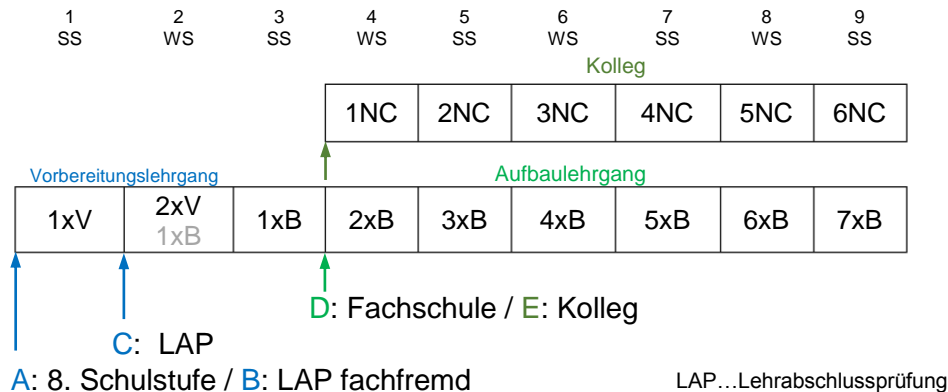 1 2 3 4 5 6 7 8 9
SS WS SS WS SS WS SS WS SS
Kolleg
1NC 2NC 3NC 4NC 5NC 6NC
Vorbereitungslehrgang Aufbaulehrgang
1xV 2xV 1xB 2xB 3xB 4xB 5xB 6xB 7xB
1xB
D: Fachschule / E: Kolleg
C: LAP
A: 8. Schulstufe / B: LAP fachfremd LAP...Lehrabschlussprüfung